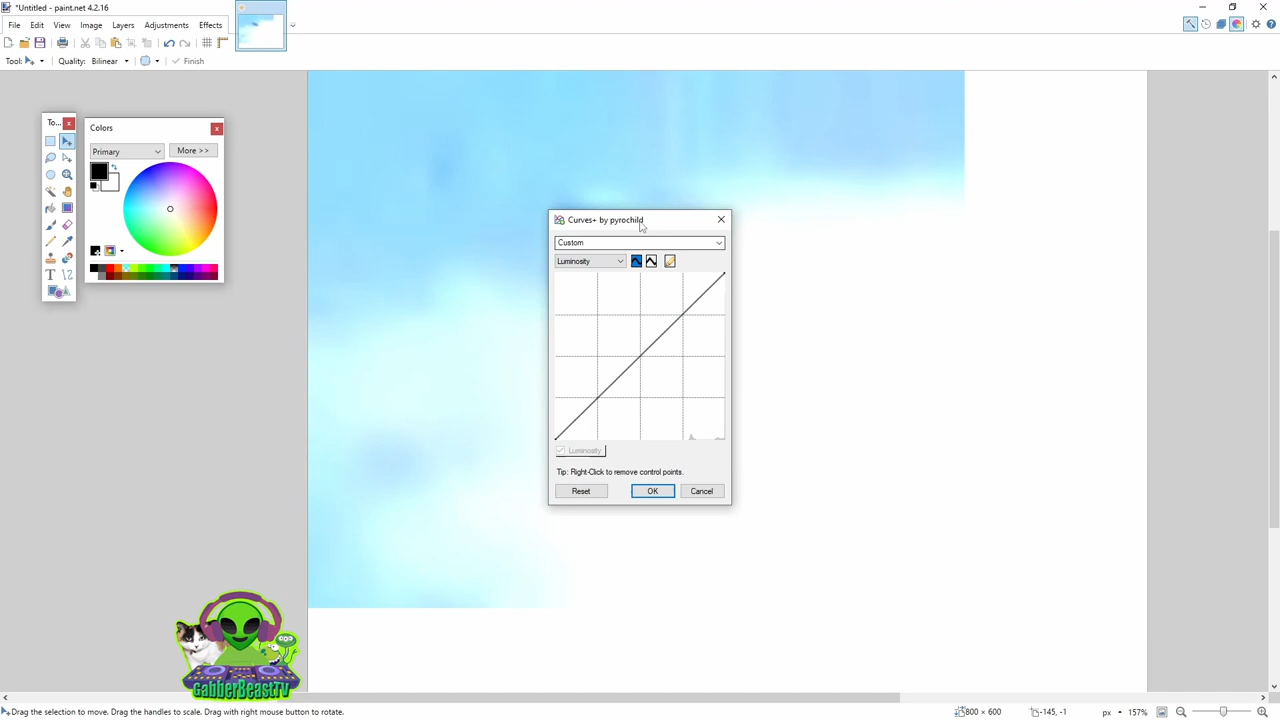 *Untitled - paint.net 4.2.16
File Edit View Image Layers Adjustments Effects
Tool: Quality: Bilinear Finish
To...
Colors
Primary
More >>
Curves+ by pyrochild
Custom
Luminosity
Luminosity
Tip: Right-Click to remove control points.
Reset OK Cancel
GabberBeastTV
Drag the selection to move. Drag the handles to scale. Drag with right mouse button to rotate.
800 × 600
-145, -1
px
157%